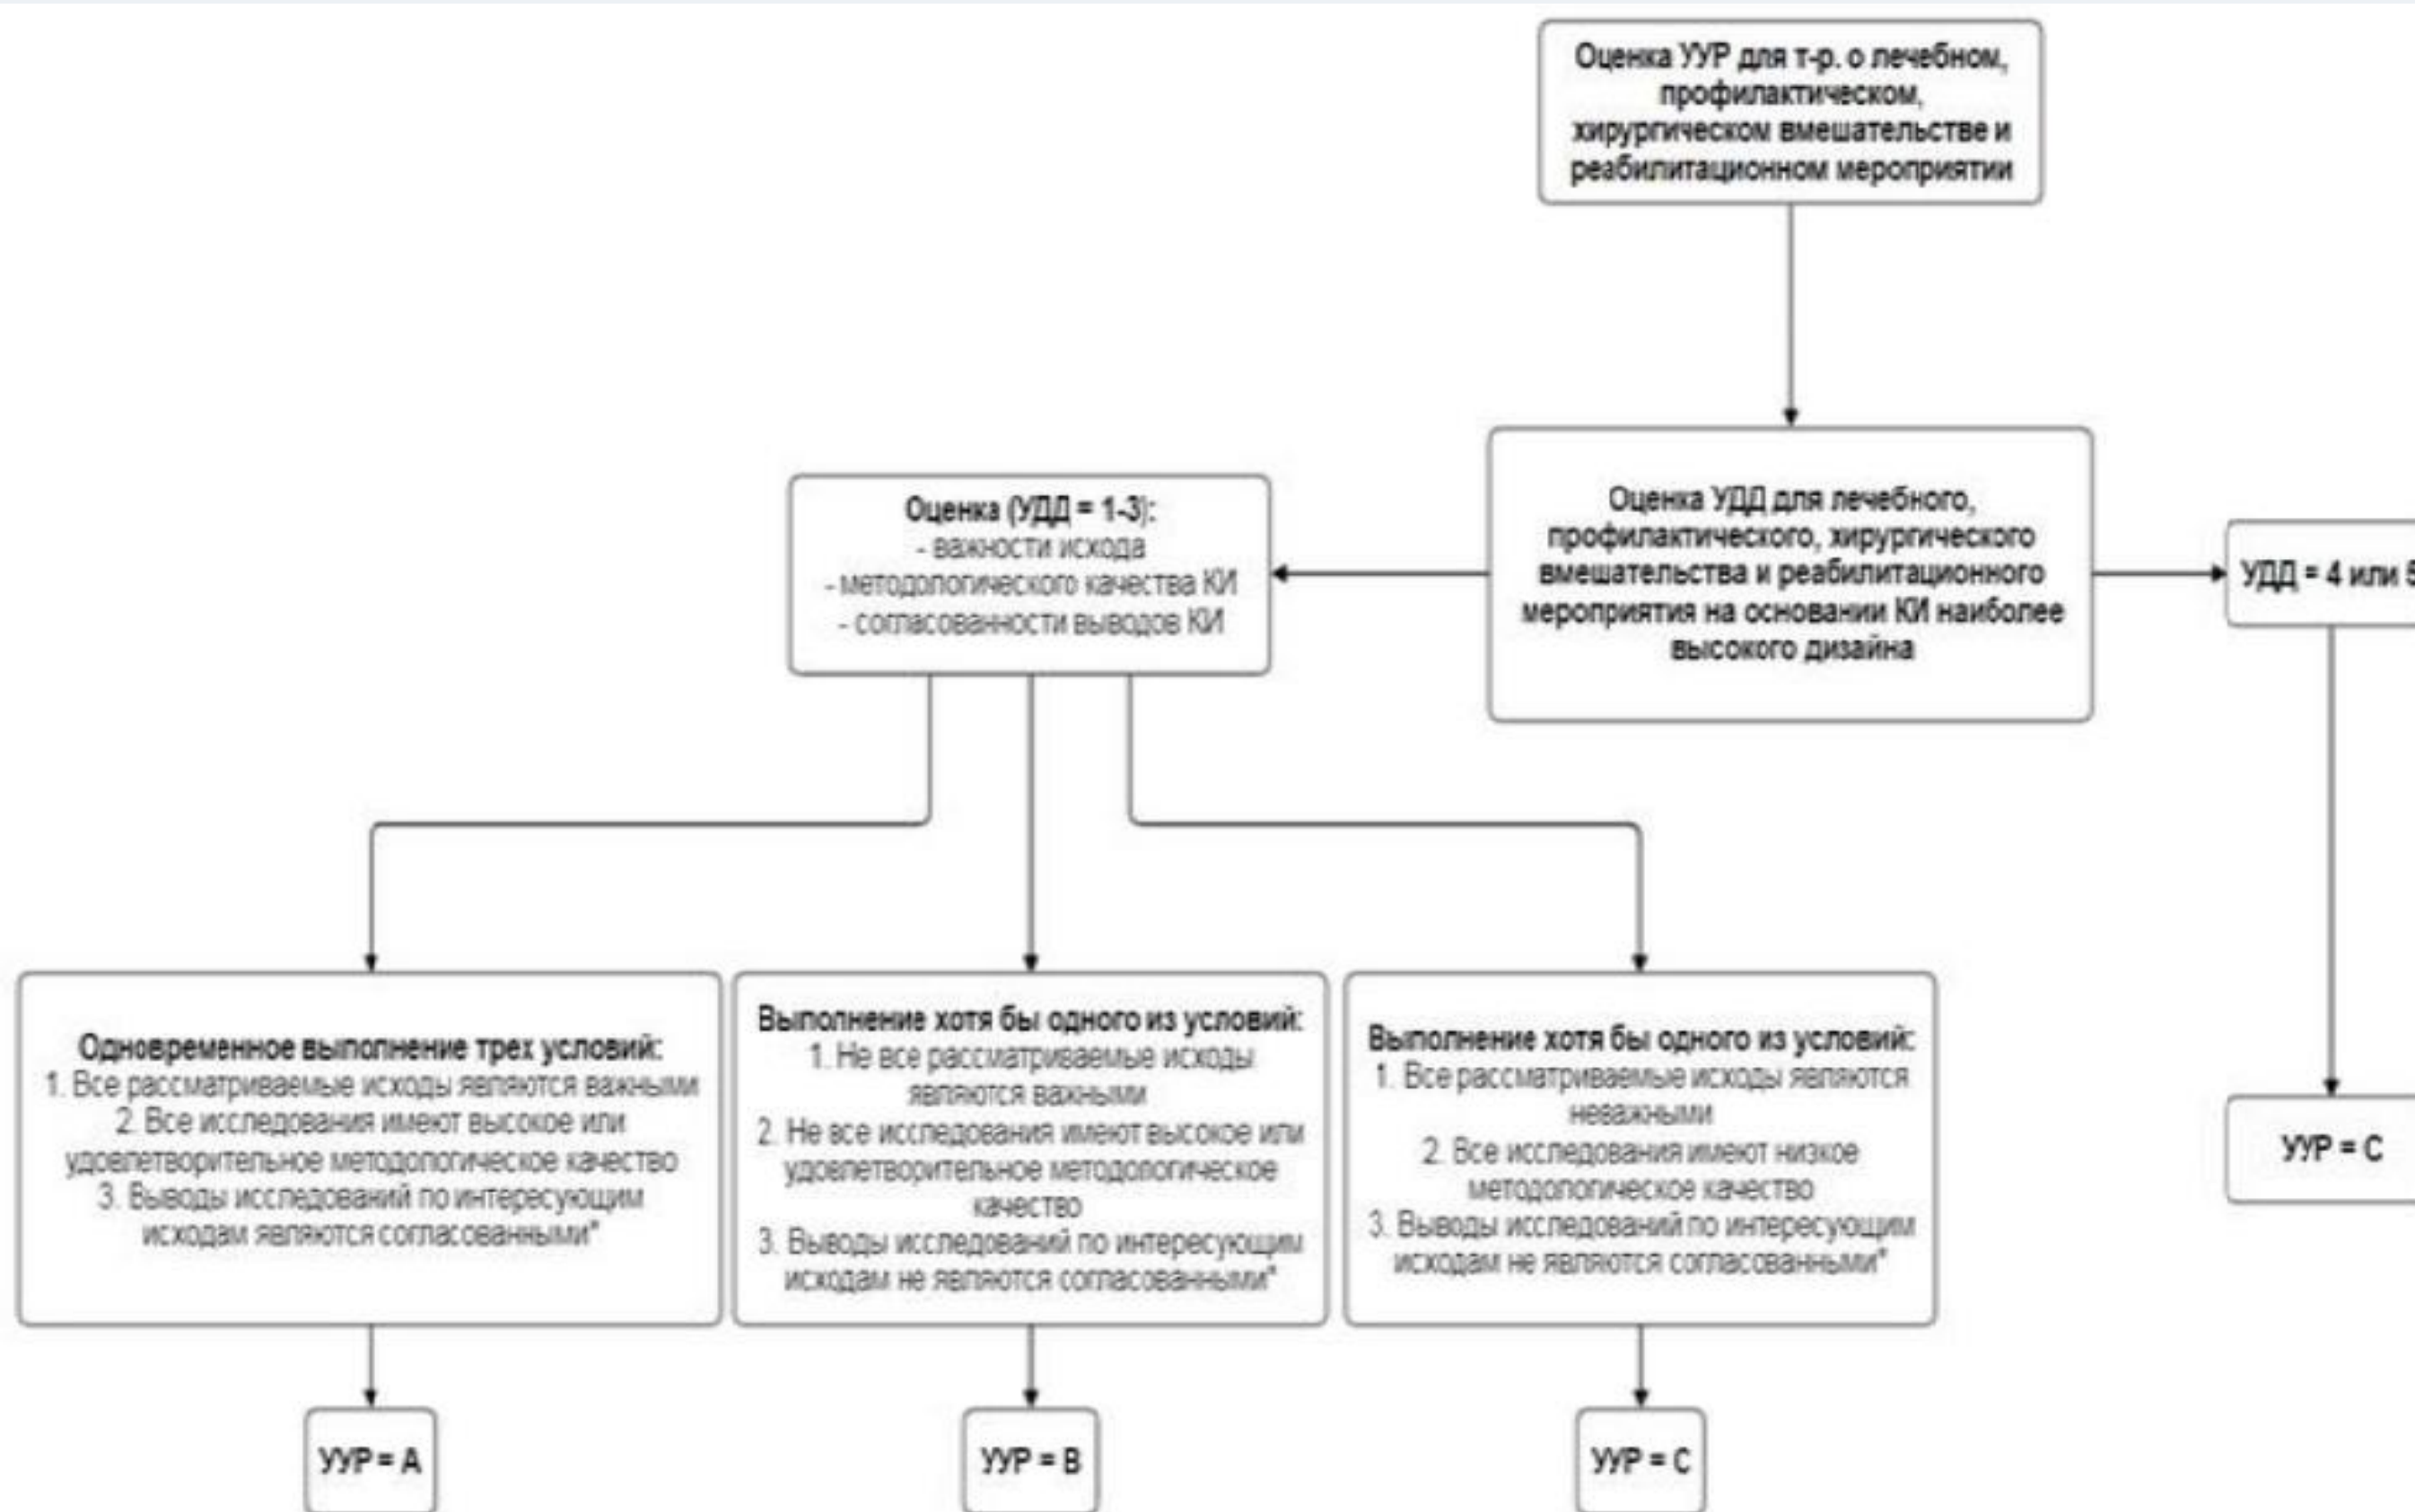 Оценка УУР для т-р. о лечебном,
профилактическом,
хирургическом вмешательстве и
реабилитационном мероприятии
Оценка УДД для лечебного,
профилактического, хирургического
вмешательства и реабилитационного
мероприятия на основании КИ наиболее
высокого дизайна
Оценка (УДД = 1-3):
- важности исхода
- методологического качества КИ
- согласованности выводов КИ
УДД = 4 или 5
Одновременное выполнение трех условий:
1. Все рассматриваемые исходы являются важными
2. Все исследования имеют высокое или
удовлетворительное методологическое качество
3. Выводы исследований по интересующим
исходам являются согласованными*
Выполнение хотя бы одного из условий:
1. Не все рассматриваемые исходы
являются важными
2. Не все исследования имеют высокое или
удовлетворительное методологическое
качество
3. Выводы исследований по интересующим
исходам не являются согласованными*
Выполнение хотя бы одного из условий:
1. Все рассматриваемые исходы являются
неважными
2. Все исследования имеют низкое
методологическое качество
3. Выводы исследований по интересующим
исходам не являются согласованными*
УУР = С
УУР = А
УУР = В
УУР = С